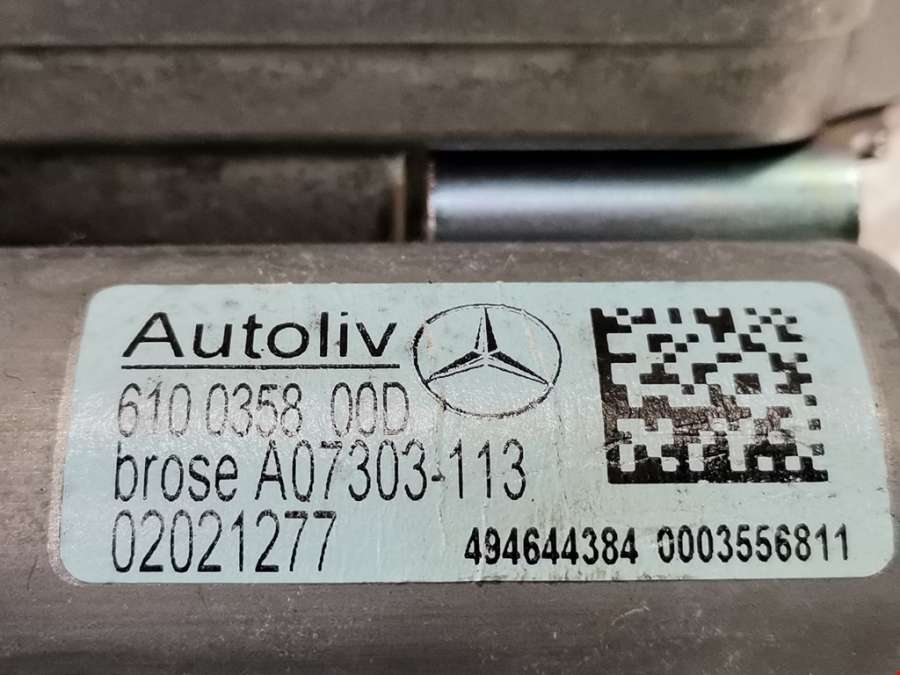 Autoliv
610 0358 00D
brose A07303-113
02021277
494644384 0003556811